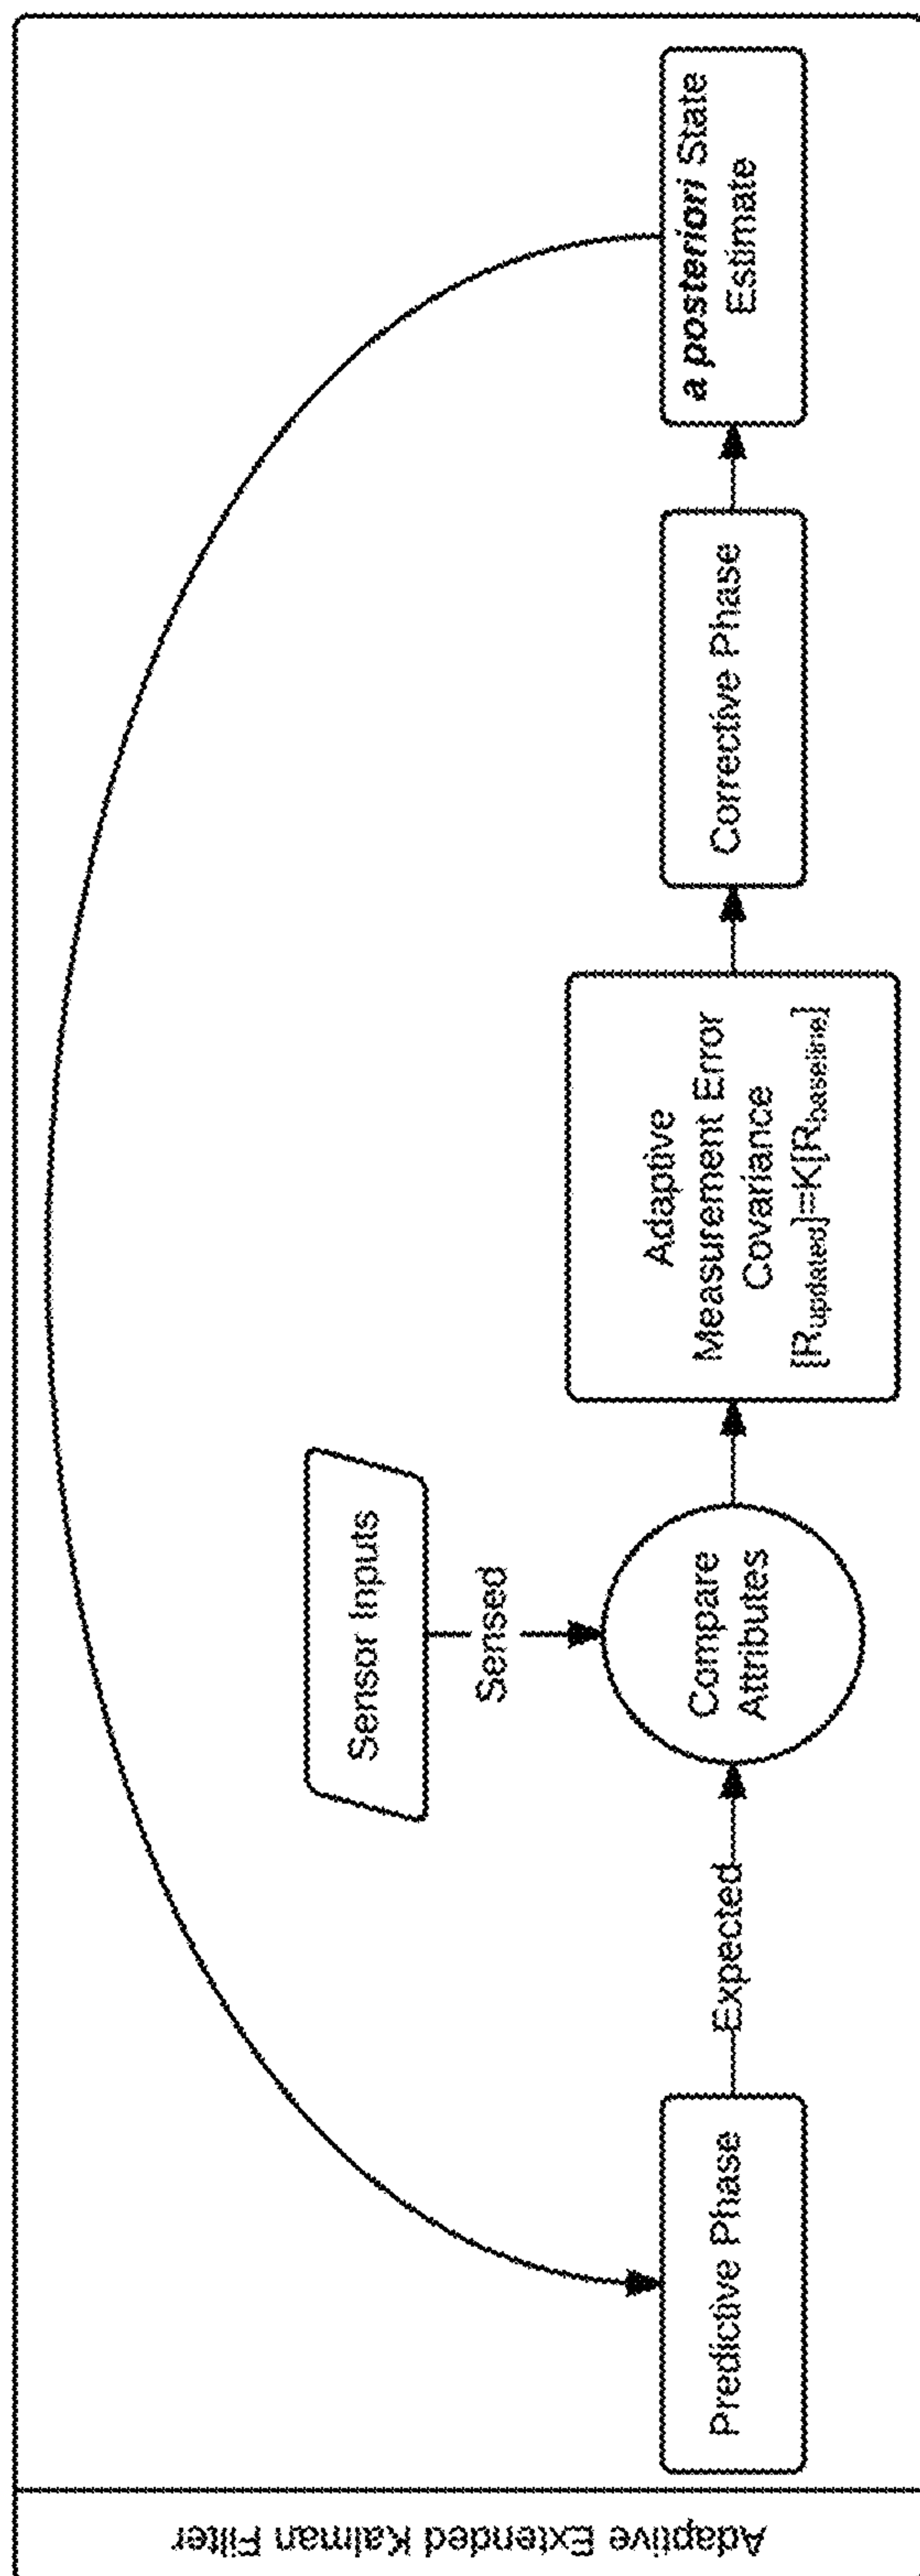 Adaptive Extended Kalman Filter
Predictive Phase
Expected
Sensor Inputs
Sensed
Compare
Attributes
Adaptive
Measurement Error
Covariance
[R_updated]=K[R_baseline]
Corrective Phase
a posteriori State
Estimate